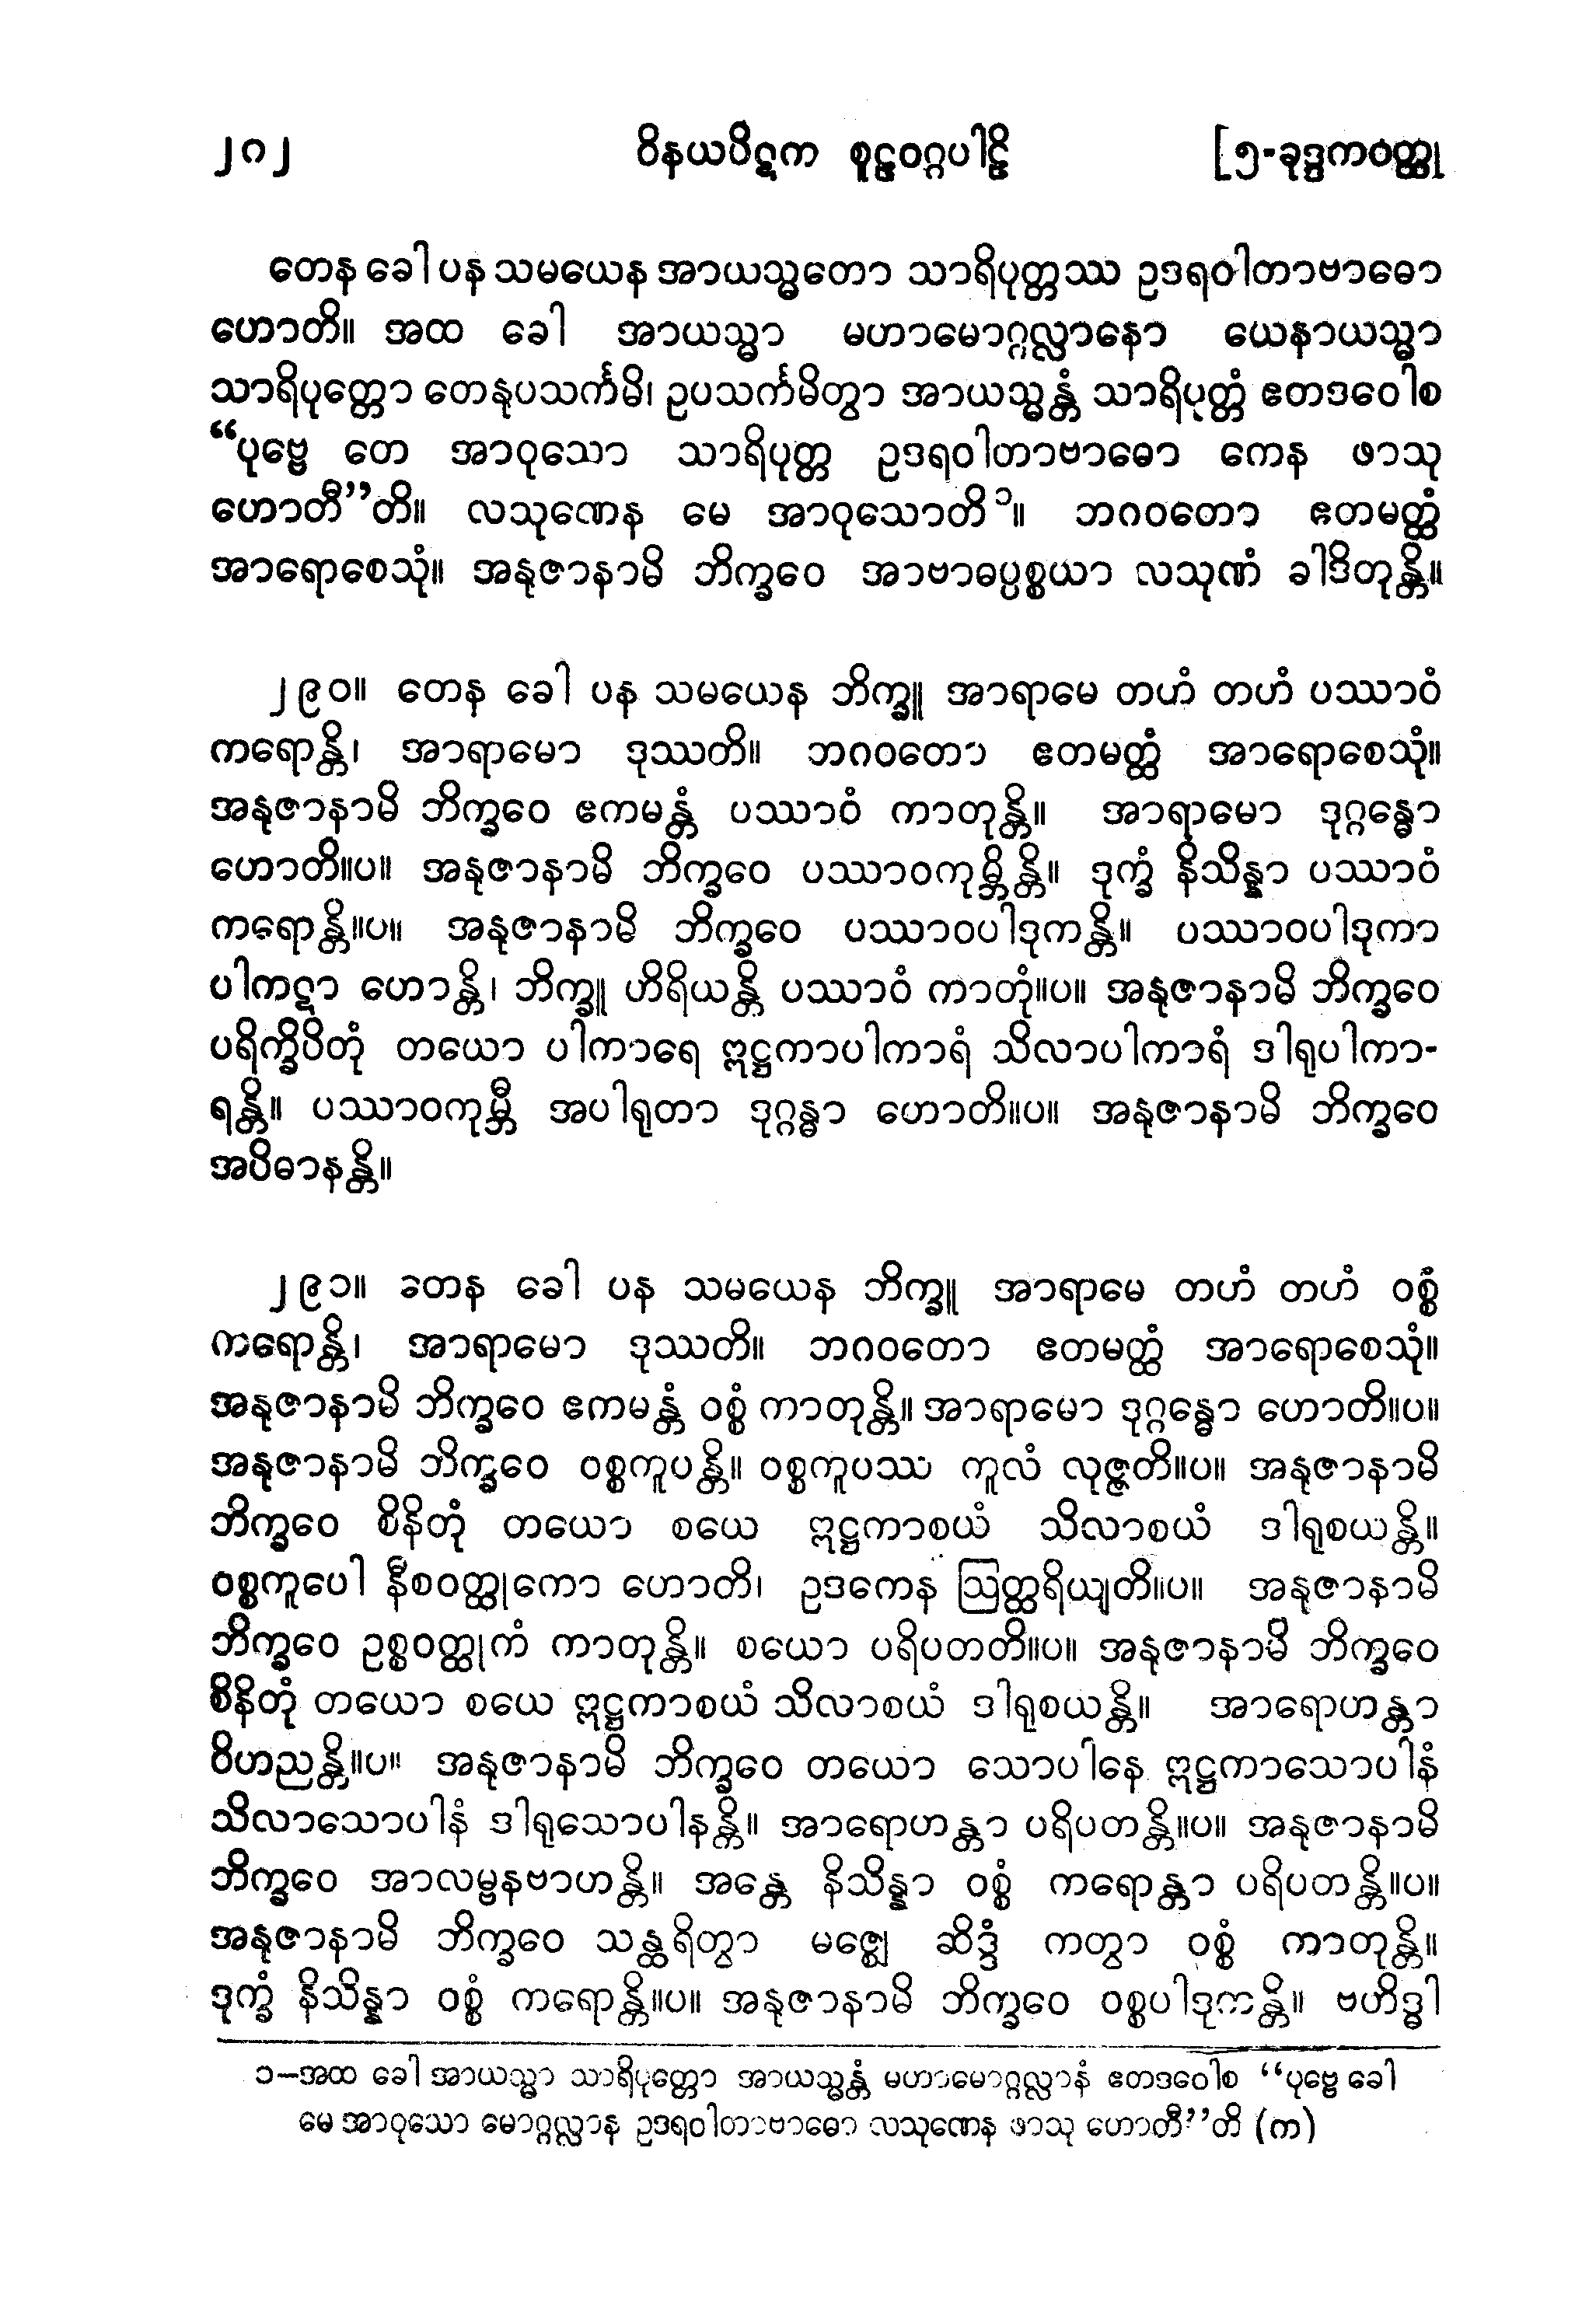 ၂၈၂ ဝိနယပိဋက စူဠဝဂ္ဂပါဠိ [၅-ခုဒ္ဒကဝတ္ထု
တေန ခေါ ပန သမယေန အာယသ္မတော သာရိပုတ္တဿ ဥဒရဝါတာဗာဓော
ဟောတိ။ အထ ခေါ အာယသ္မာ မဟာမောဂ္ဂလ္လာနော ယေနာယသ္မာ
သာရိပုတ္တော တေနုပသင်္ကမိ၊ ဥပသင်္ကမိတွာ အာယသ္မန္တံ သာရိပုတ္တံ ဧတဒဝေါစ
“ပုဗ္ဗေ တေ အာဝုသော သာရိပုတ္တ ဥဒရဝါတာဗာဓော ကေန ဖာသု
ဟောတီ”တိ။ လသုဏေန မေ အာဝုသောတိ၁။ ဘဂဝတော ဧတမတ္ထံ
အာရောစေသုံ။ အနုဇာနာမိ ဘိက္ခဝေ အာဗာဓပ္ပစ္စယာ လသုဏံ ခါဒိတုန္တိ။
၂၉၀။ တေန ခေါ ပန သမယေန ဘိက္ခူ အာရာမေ တဟံ တဟံ ပဿာဝံ
ကရောန္တိ၊ အာရာမော ဒုဿတိ။ ဘဂဝတော ဧတမတ္ထံ အာရောစေသုံ။
အနုဇာနာမိ ဘိက္ခဝေ ဧကမန္တံ ပဿာဝံ ကာတုန္တိ။ အာရာမော ဒုဂ္ဂန္ဓော
ဟောတိ။ပ။ အနုဇာနာမိ ဘိက္ခဝေ ပဿာဝကုမ္ဘိန္တိ။ ဒုက္ခံ နိသိန္နာ ပဿာဝံ
ကရောန္တိ။ပ။ အနုဇာနာမိ ဘိက္ခဝေ ပဿာဝပါဒုကန္တိ။ ပဿာဝပါဒုကာ
ပါကဋာ ဟောန္တိ၊ ဘိက္ခူ ဟိရိယန္တိ ပဿာဝံ ကာတုံ။ပ။ အနုဇာနာမိ ဘိက္ခဝေ
ပရိက္ခိပိတုံ တယော ပါကာရေ ဣဋ္ဌကာပါကာရံ သိလာပါကာရံ ဒါရုပါကာ-
ရန္တိ။ ပဿာဝကုမ္ဘီ အပါရုတာ ဒုဂ္ဂန္ဓာ ဟောတိ။ပ။ အနုဇာနာမိ ဘိက္ခဝေ
အပိဓာနန္တိ။
၂၉၁။ တေန ခေါ ပန သမယေန ဘိက္ခူ အာရာမေ တဟံ တဟံ ဝစ္စံ
ကရောန္တိ၊ အာရာမော ဒုဿတိ။ ဘဂဝတော ဧတမတ္ထံ အာရောစေသုံ။
အနုဇာနာမိ ဘိက္ခဝေ ဧကမန္တံ ဝစ္စံ ကာတုန္တိ။ အာရာမော ဒုဂ္ဂန္ဓော ဟောတိ။ပ။
အနုဇာနာမိ ဘိက္ခဝေ ဝစ္စကူပန္တိ။ ဝစ္စကူပဿ ကူလံ လုဇ္ဇတိ။ပ။ အနုဇာနာမိ
ဘိက္ခဝေ စိနိတုံ တယော စယေ ဣဋ္ဌကာစယံ သိလာစယံ ဒါရုစယန္တိ။
ဝစ္စကူပေါ နီစဝတ္ထုကော ဟောတိ၊ ဥဒကေန ဩတ္ထရိယျတိ။ပ။ အနုဇာနာမိ
ဘိက္ခဝေ ဥစ္စဝတ္ထုကံ ကာတုန္တိ။ စယော ပရိပတတိ။ပ။ အနုဇာနာမိ ဘိက္ခဝေ
စိနိတုံ တယော စယေ ဣဋ္ဌကာစယံ သိလာစယံ ဒါရုစယန္တိ။ အာရောဟန္တာ
ဝိဟညန္တိ။ပ။ အနုဇာနာမိ ဘိက္ခဝေ တယော သောပါနေ ဣဋ္ဌကာသောပါနံ
သိလာသောပါနံ ဒါရုသောပါနန္တိ။ အာရောဟန္တာ ပရိပတန္တိ။ပ။ အနုဇာနာမိ
ဘိက္ခဝေ အာလမ္ဗနဗာဟန္တိ။ အန္တေ နိသိန္နာ ဝစ္စံ ကရောန္တာ ပရိပတန္တိ။ပ။
အနုဇာနာမိ ဘိက္ခဝေ သန္ထရိတွာ မဇ္ဈေ ဆိဒ္ဒံ ကတွာ ဝစ္စံ ကာတုန္တိ။
ဒုက္ခံ နိသိန္နာ ဝစ္စံ ကရောန္တိ။ပ။ အနုဇာနာမိ ဘိက္ခဝေ ဝစ္စပါဒုကန္တိ။ ဗဟိဒ္ဓါ
၁—အထ ခေါ အာယသ္မာ သာရိပုတ္တော အာယသ္မန္တံ မဟာမောဂ္ဂလ္လာနံ ဧတဒဝေါစ “ပုဗ္ဗေ ခေါ
မေ အာဝုသော မောဂ္ဂလ္လာန ဥဒရဝါတာဗာဓော လသုဏေန ဖာသု ဟောတီ”တိ (က)